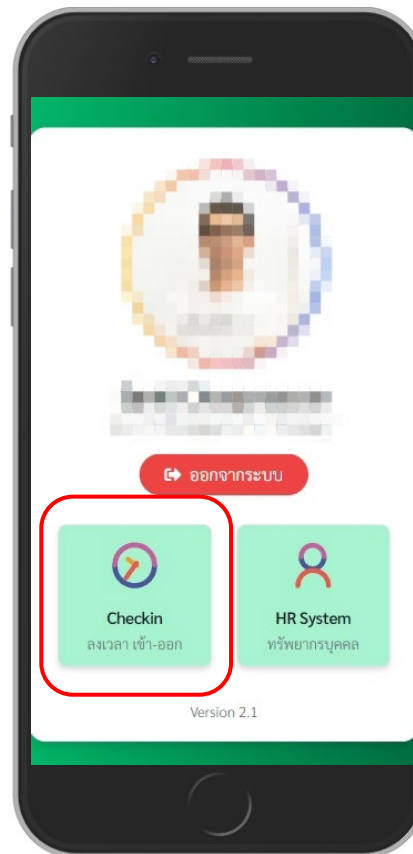 ออกจากระบบ
Checkin
ลงเวลา เข้า-ออก
HR System
ทรัพยากรบุคคล
Version 2.1